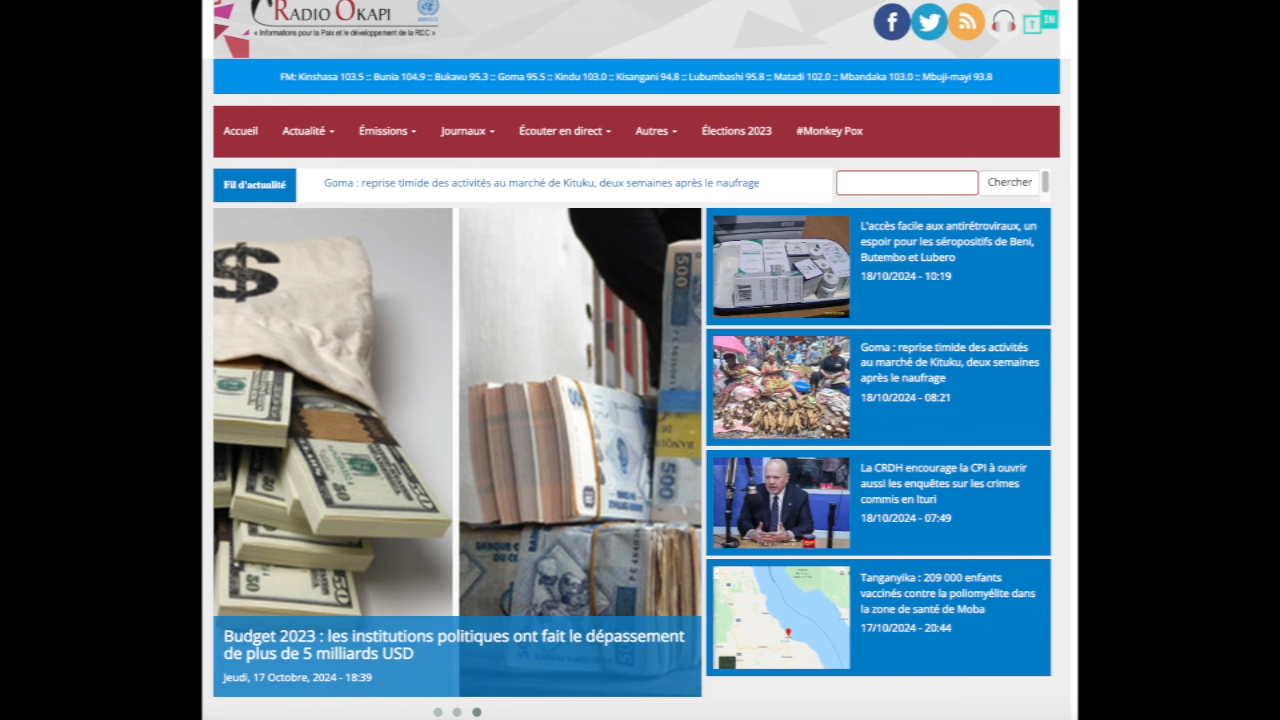 RADIO OKAPI
« Informations pour la Paix et le développement de la RDC »
T
IN
FM: Kinshasa 103.5 :: Bunia 104.9 :: Bukavu 95.3 :: Goma 95.5 :: Kindu 103.0 :: Kisangani 94.8 :: Lubumbashi 95.8 :: Matadi 102.0 :: Mbandaka 103.0 :: Mbuji-mayi 93.8
Accueil Actualité Émissions Journaux Écouter en direct Autres Élections 2023 #Monkey Pox
Fil d'actualité
Goma : reprise timide des activités au marché de Kituku, deux semaines après le naufrage
Chercher
$
500
500
50
50
50
Budget 2023 : les institutions politiques ont fait le dépassement
de plus de 5 milliards USD
Jeudi, 17 Octobre, 2024 - 18:39
L'accès facile aux antirétroviraux, un
espoir pour les séropositifs de Beni,
Butembo et Lubero
18/10/2024 - 10:19
Goma : reprise timide des activités
au marché de Kituku, deux semaines
après le naufrage
18/10/2024 - 08:21
La CRDH encourage la CPI à ouvrir
aussi les enquêtes sur les crimes
commis en Ituri
18/10/2024 - 07:49
Tanganyika : 209 000 enfants
vaccinés contre la poliomyélite dans
la zone de santé de Moba
17/10/2024 - 20:44